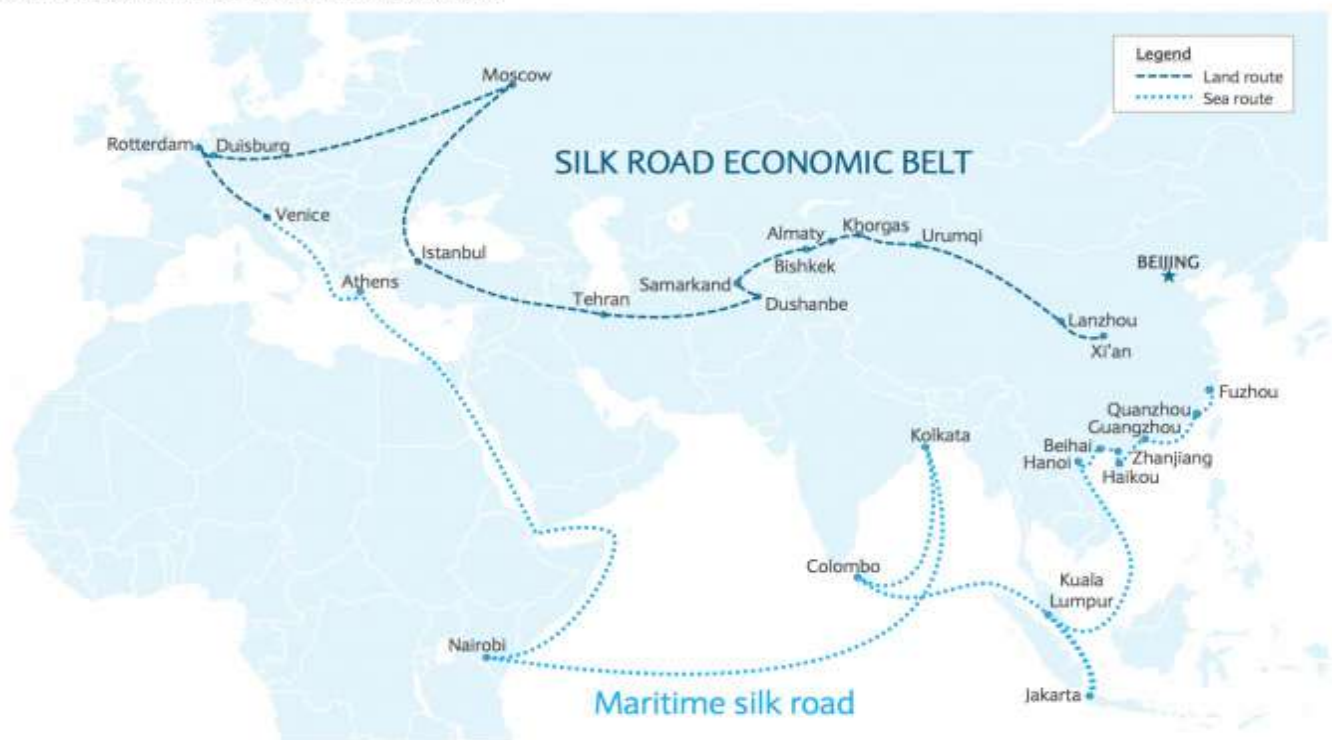 Legend
Land route
Sea route
Moscow
Rotterdam
Duisburg
SILK ROAD ECONOMIC BELT
Venice
Almaty
Khorgas
Urumqi
Istanbul
Bishkek
BEIJING
Athens
Samarkand
Tehran
Dushanbe
Lanzhou
Xi'an
Fuzhou
Quanzhou
Guangzhou
Kolkata
Beihai
Hanoi
Zhanjiang
Haikou
Colombo
Kuala
Lumpur
Nairobi
Maritime silk road
Jakarta